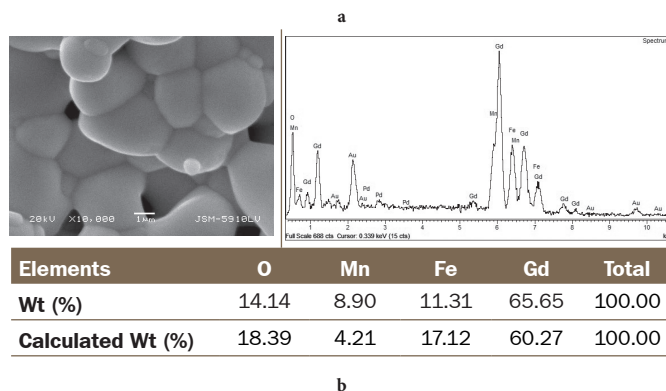 a
Spectrum
Gd
O
Mn
Mn
Fe
Gd
Gd
Mn
Au
Fe
Fe
Gd
Gd
Au
Pd
Pd
Pd
Gd
Gd
Gd
Au
Au
Au
20kV X10,000 1µm JSM-5910LV
1 2 3 4 5 6 7 8 9 10
Full Scale 688 cts Cursor: 0.339 keV (15 cts)
Elements O Mn Fe Gd Total
Wt (%) 14.14 8.90 11.31 65.65 100.00
Calculated Wt (%) 18.39 4.21 17.12 60.27 100.00
b